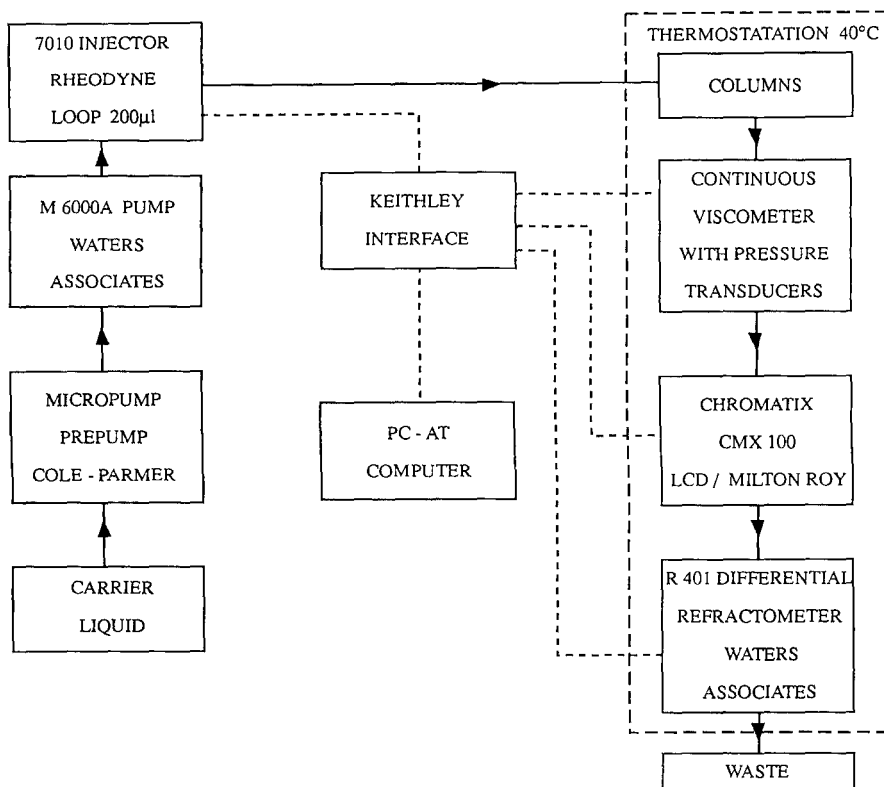 7010 INJECTOR
RHEODYNE
LOOP 200µl
M 6000A PUMP
WATERS
ASSOCIATES
MICROPUMP
PREPUMP
COLE - PARMER
CARRIER
LIQUID
KEITHLEY
INTERFACE
PC - AT
COMPUTER
THERMOSTATATION 40°C
COLUMNS
CONTINUOUS
VISCOMETER
WITH PRESSURE
TRANSDUCERS
CHROMATIX
CMX 100
LCD / MILTON ROY
R 401 DIFFERENTIAL
REFRACTOMETER
WATERS
ASSOCIATES
WASTE